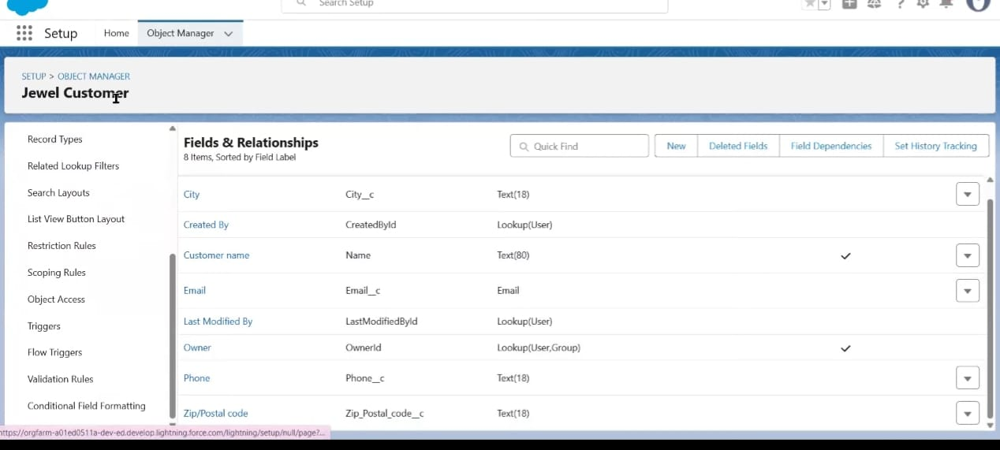 Search Setup
Setup
Home
Object Manager
SETUP > OBJECT MANAGER
Jewel Customer
Record Types
Related Lookup Filters
Search Layouts
List View Button Layout
Restriction Rules
Scoping Rules
Object Access
Triggers
Flow Triggers
Validation Rules
Conditional Field Formatting
Fields & Relationships
8 Items, Sorted by Field Label
Quick Find
New
Deleted Fields
Field Dependencies
Set History Tracking
City City__c Text(18)
Created By CreatedById Lookup(User)
Customer name Name Text(80)
Email Email__c Email
Last Modified By LastModifiedById Lookup(User)
Owner OwnerId Lookup(User,Group)
Phone Phone__c Text(18)
Zip/Postal code Zip_Postal_code__c Text(18)
https://orgfarm-a01ed0511a-dev-ed.develop.lightning.force.com/lightning/setup/null/page?...